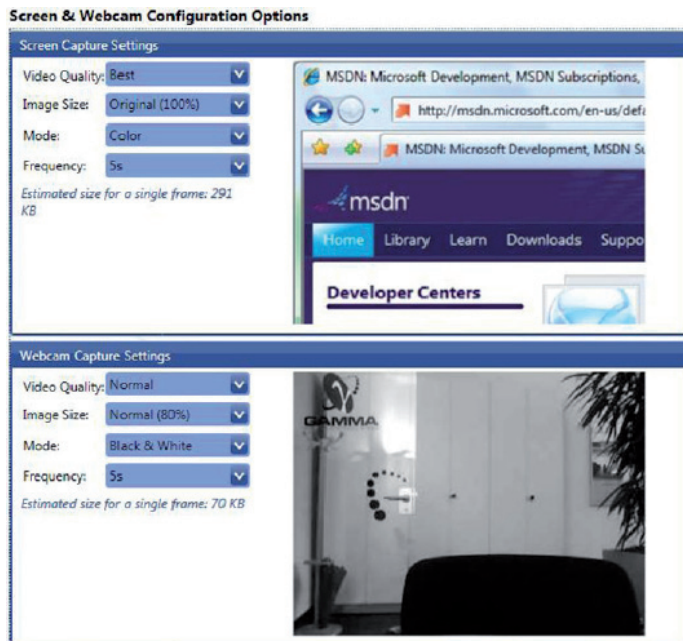 Screen & Webcam Configuration Options
Screen Capture Settings
Video Quality: Best
Image Size: Original (100%)
Mode: Color
Frequency: 5s
Estimated size for a single frame: 291
KB
MSDN: Microsoft Development, MSDN Subscriptions,
http://msdn.microsoft.com/en-us/defa
MSDN: Microsoft Development, MSDN Su
msdn
Home Library Learn Downloads Suppo
Developer Centers
Webcam Capture Settings
Video Quality: Normal
Image Size: Normal (80%)
Mode: Black & White
Frequency: 5s
Estimated size for a single frame: 70 KB
GAMMA